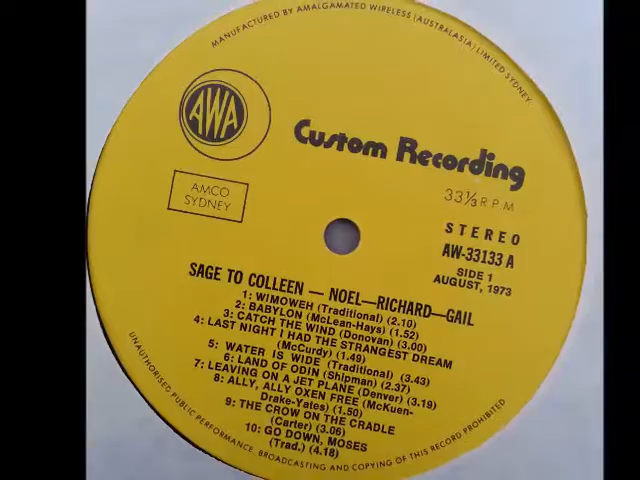 MANUFACTURED BY AMALGAMATED WIRELESS (AUSTRALASIA) LIMITED SYDNEY
AWA
Custom Recording
AMCO
SYDNEY
33⅓ R P M
STEREO
AW-33133 A
SIDE 1
AUGUST, 1973
SAGE TO COLLEEN — NOEL—RICHARD—GAIL
1: WIMOWEH (Traditional) (2.10)
2: BABYLON (McLean-Hays) (1.52)
3: CATCH THE WIND (Donovan) (3.00)
4: LAST NIGHT I HAD THE STRANGEST DREAM
(McCurdy) (1.49)
5: WATER IS WIDE (Traditional) (3.43)
6: LAND OF ODIN (Shipman) (2.37)
7: LEAVING ON A JET PLANE (Denver) (3.19)
8: ALLY, ALLY OXEN FREE (McKuen-
Drake-Yates) (1.50)
9: THE CROW ON THE CRADLE
(Carter) (3.06)
10: GO DOWN, MOSES
(Trad.) (4.18)
UNAUTHORISED PUBLIC PERFORMANCE, BROADCASTING AND COPYING OF THIS RECORD PROHIBITED